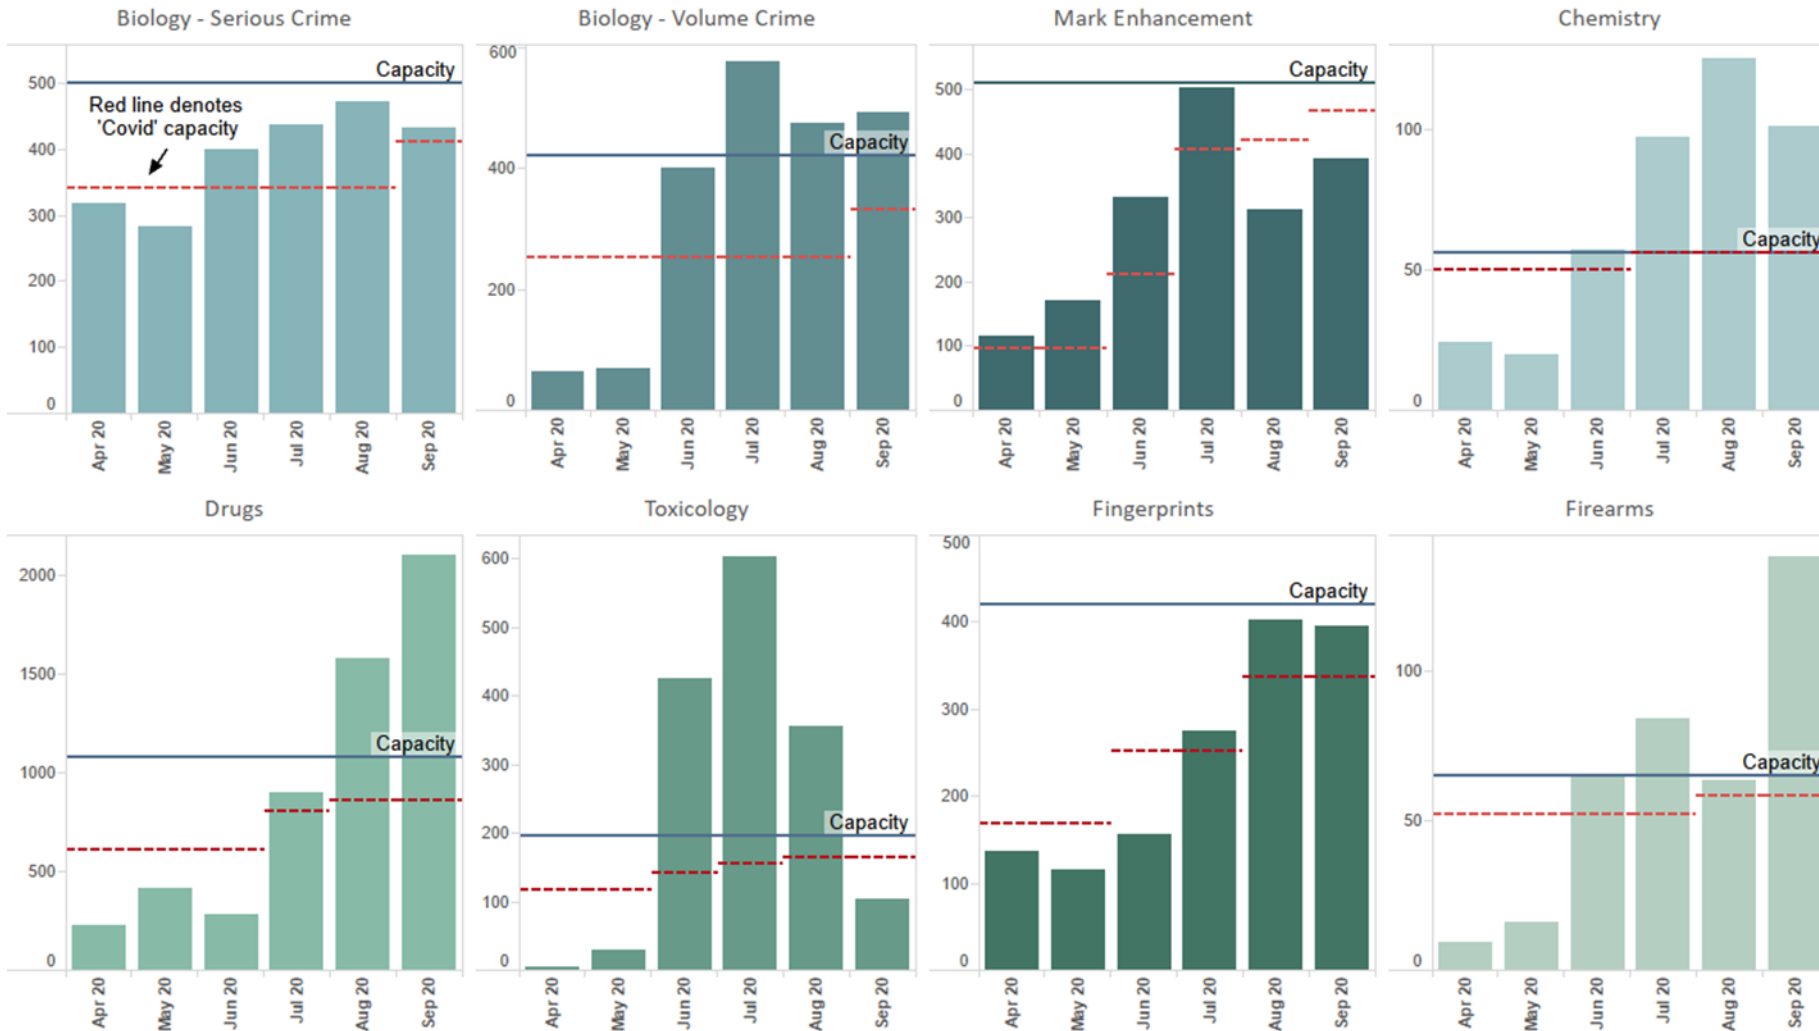 Biology - Serious Crime
Biology - Volume Crime
Mark Enhancement
Chemistry
500
400
300
200
100
0
Capacity
Red line denotes
'Covid' capacity
Apr 20
May 20
Jun 20
Jul 20
Aug 20
Sep 20
600
400
200
0
Capacity
Apr 20
May 20
Jun 20
Jul 20
Aug 20
Sep 20
500
400
300
200
100
0
Capacity
Apr 20
May 20
Jun 20
Jul 20
Aug 20
Sep 20
100
50
0
Capacity
Apr 20
May 20
Jun 20
Jul 20
Aug 20
Sep 20
Drugs
Toxicology
Fingerprints
Firearms
2000
1500
1000
500
0
Capacity
Apr 20
May 20
Jun 20
Jul 20
Aug 20
Sep 20
600
500
400
300
200
100
0
Capacity
Apr 20
May 20
Jun 20
Jul 20
Aug 20
Sep 20
500
400
300
200
100
0
Capacity
Apr 20
May 20
Jun 20
Jul 20
Aug 20
Sep 20
100
50
0
Capacity
Apr 20
May 20
Jun 20
Jul 20
Aug 20
Sep 20